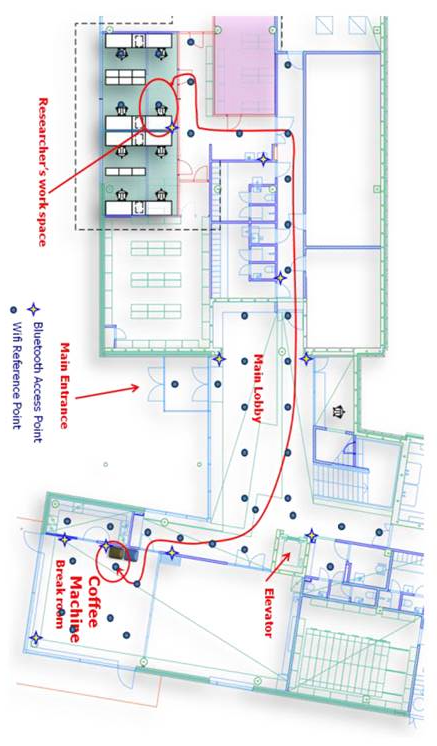 Researcher's work space
Main Entrance
Main Lobby
Elevator
Coffee
Machine
Break room
Bluetooth Access Point
Wifi Reference Point